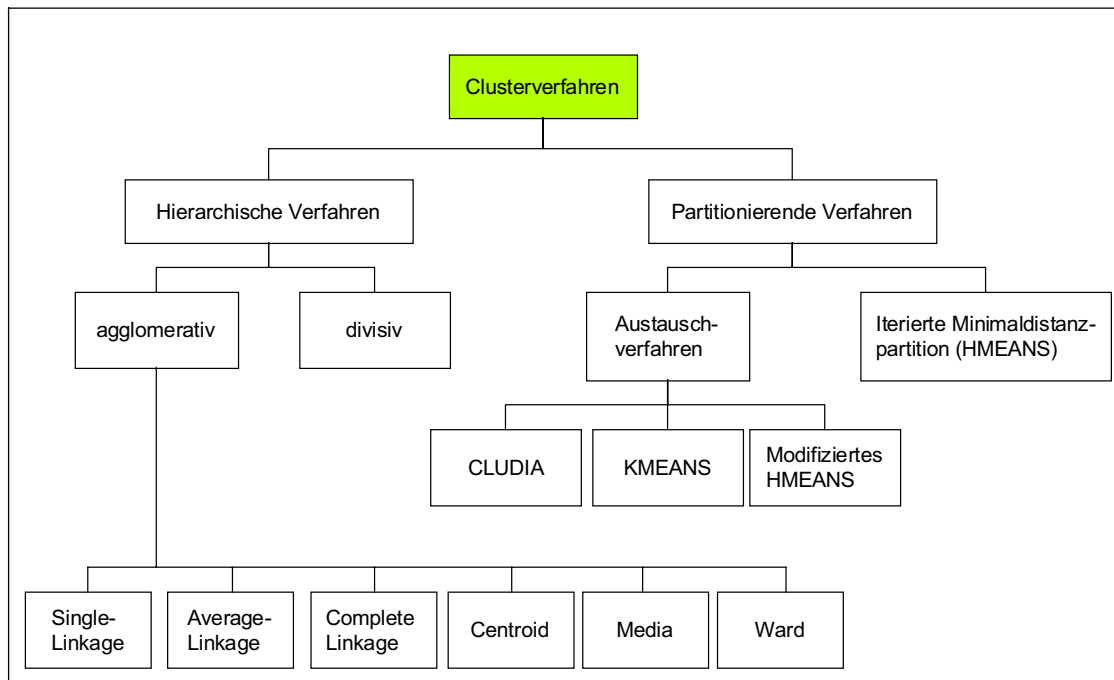 Clusterverfahren
Hierarchische Verfahren
Partitionierende Verfahren
agglomerativ
divisiv
Austausch-
verfahren
Iterierte Minimaldistanz-
partition (HMEANS)
CLUDIA
KMEANS
Modifiziertes
HMEANS
Single-
Linkage
Average-
Linkage
Complete
Linkage
Centroid
Media
Ward